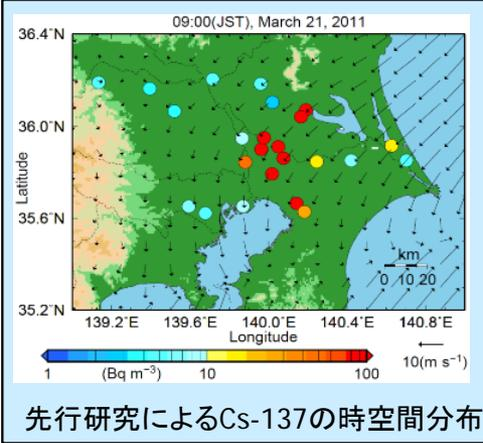 09:00(JST), March 21, 2011
36.4˚N
36.0˚N
Latitude
35.6˚N
35.2˚N
km
0 10 20
139.2˚E 139.6˚E 140.0˚E 140.4˚E 140.8˚E
Longitude
1 (Bq m⁻³) 10 100
10(m s⁻¹)
先行研究によるCs-137の時空間分布